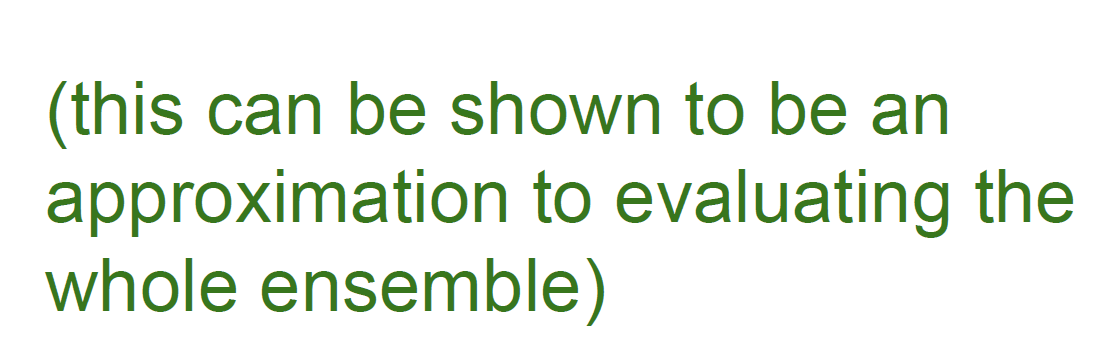 (this can be shown to be an
approximation to evaluating the
whole ensemble)